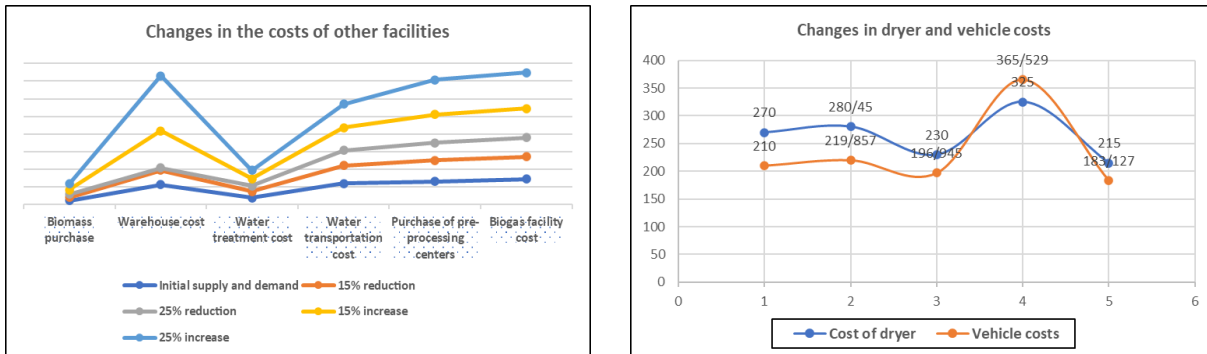 Changes in the costs of other facilities
Biomass purchase
Warehouse cost
Water treatment cost
Water transportation cost
Purchase of pre-processing centers
Biogas facility cost
Initial supply and demand
15% reduction
25% reduction
15% increase
25% increase
Changes in dryer and vehicle costs
400
350
300
250
200
150
100
50
0
270
280/45
230
325
215
210
219/857
196/945
365/529
183/127
0 1 2 3 4 5 6
Cost of dryer
Vehicle costs